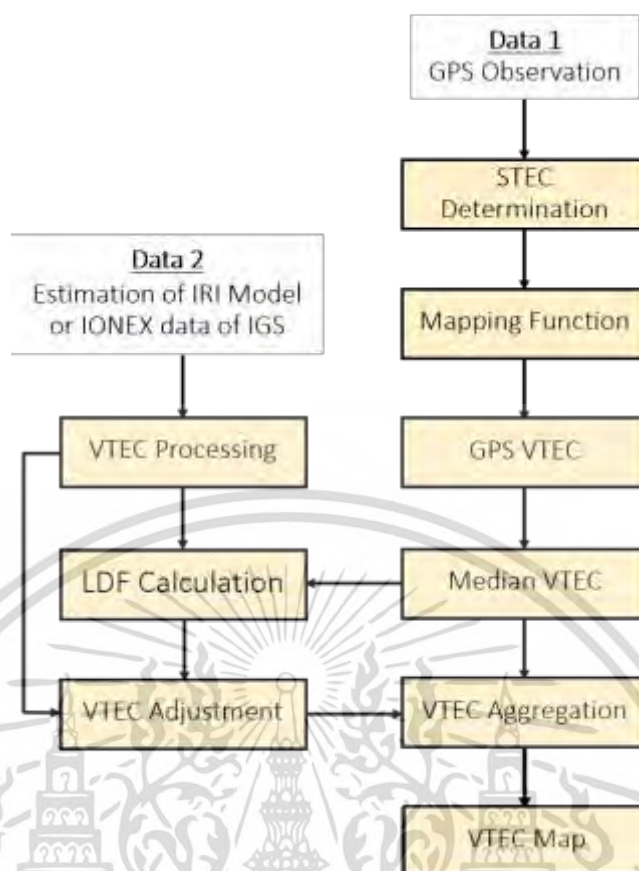 Data 1
GPS Observation
STEC
Determination
Data 2
Estimation of IRI Model
or IONEX data of IGS
Mapping Function
VTEC Processing
GPS VTEC
LDF Calculation
Median VTEC
VTEC Adjustment
VTEC Aggregation
VTEC Map